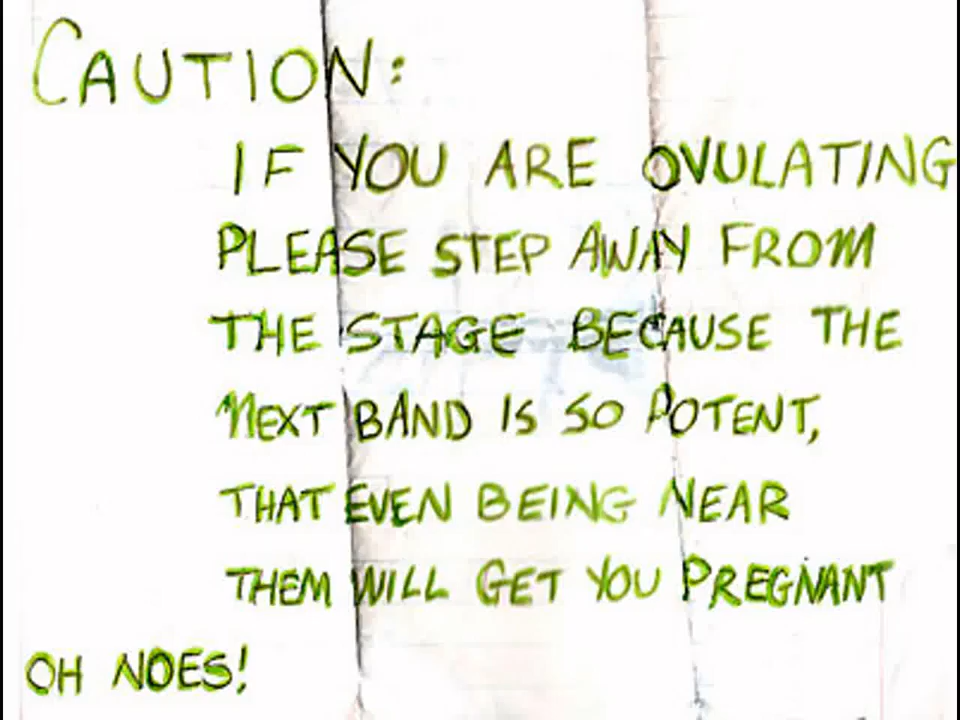 CAUTION:
IF YOU ARE OVULATING
PLEASE STEP AWAY FROM
THE STAGE BECAUSE THE
NEXT BAND IS SO POTENT,
THAT EVEN BEING NEAR
THEM WILL GET YOU PREGNANT
OH NOES!